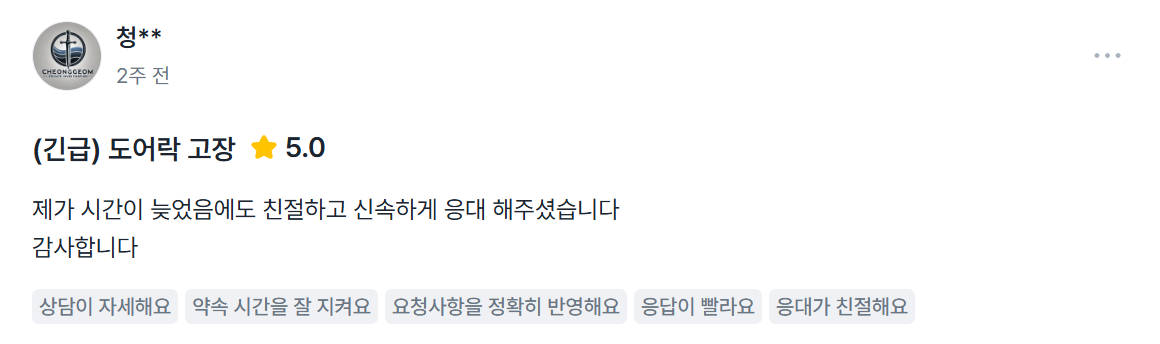 청**
2주 전
CHEONGGEOM
(긴급) 도어락 고장 5.0
제가 시간이 늦었음에도 친절하고 신속하게 응대 해주셨습니다
감사합니다
상담이 자세해요 약속 시간을 잘 지켜요 요청사항을 정확히 반영해요 응답이 빨라요 응대가 친절해요